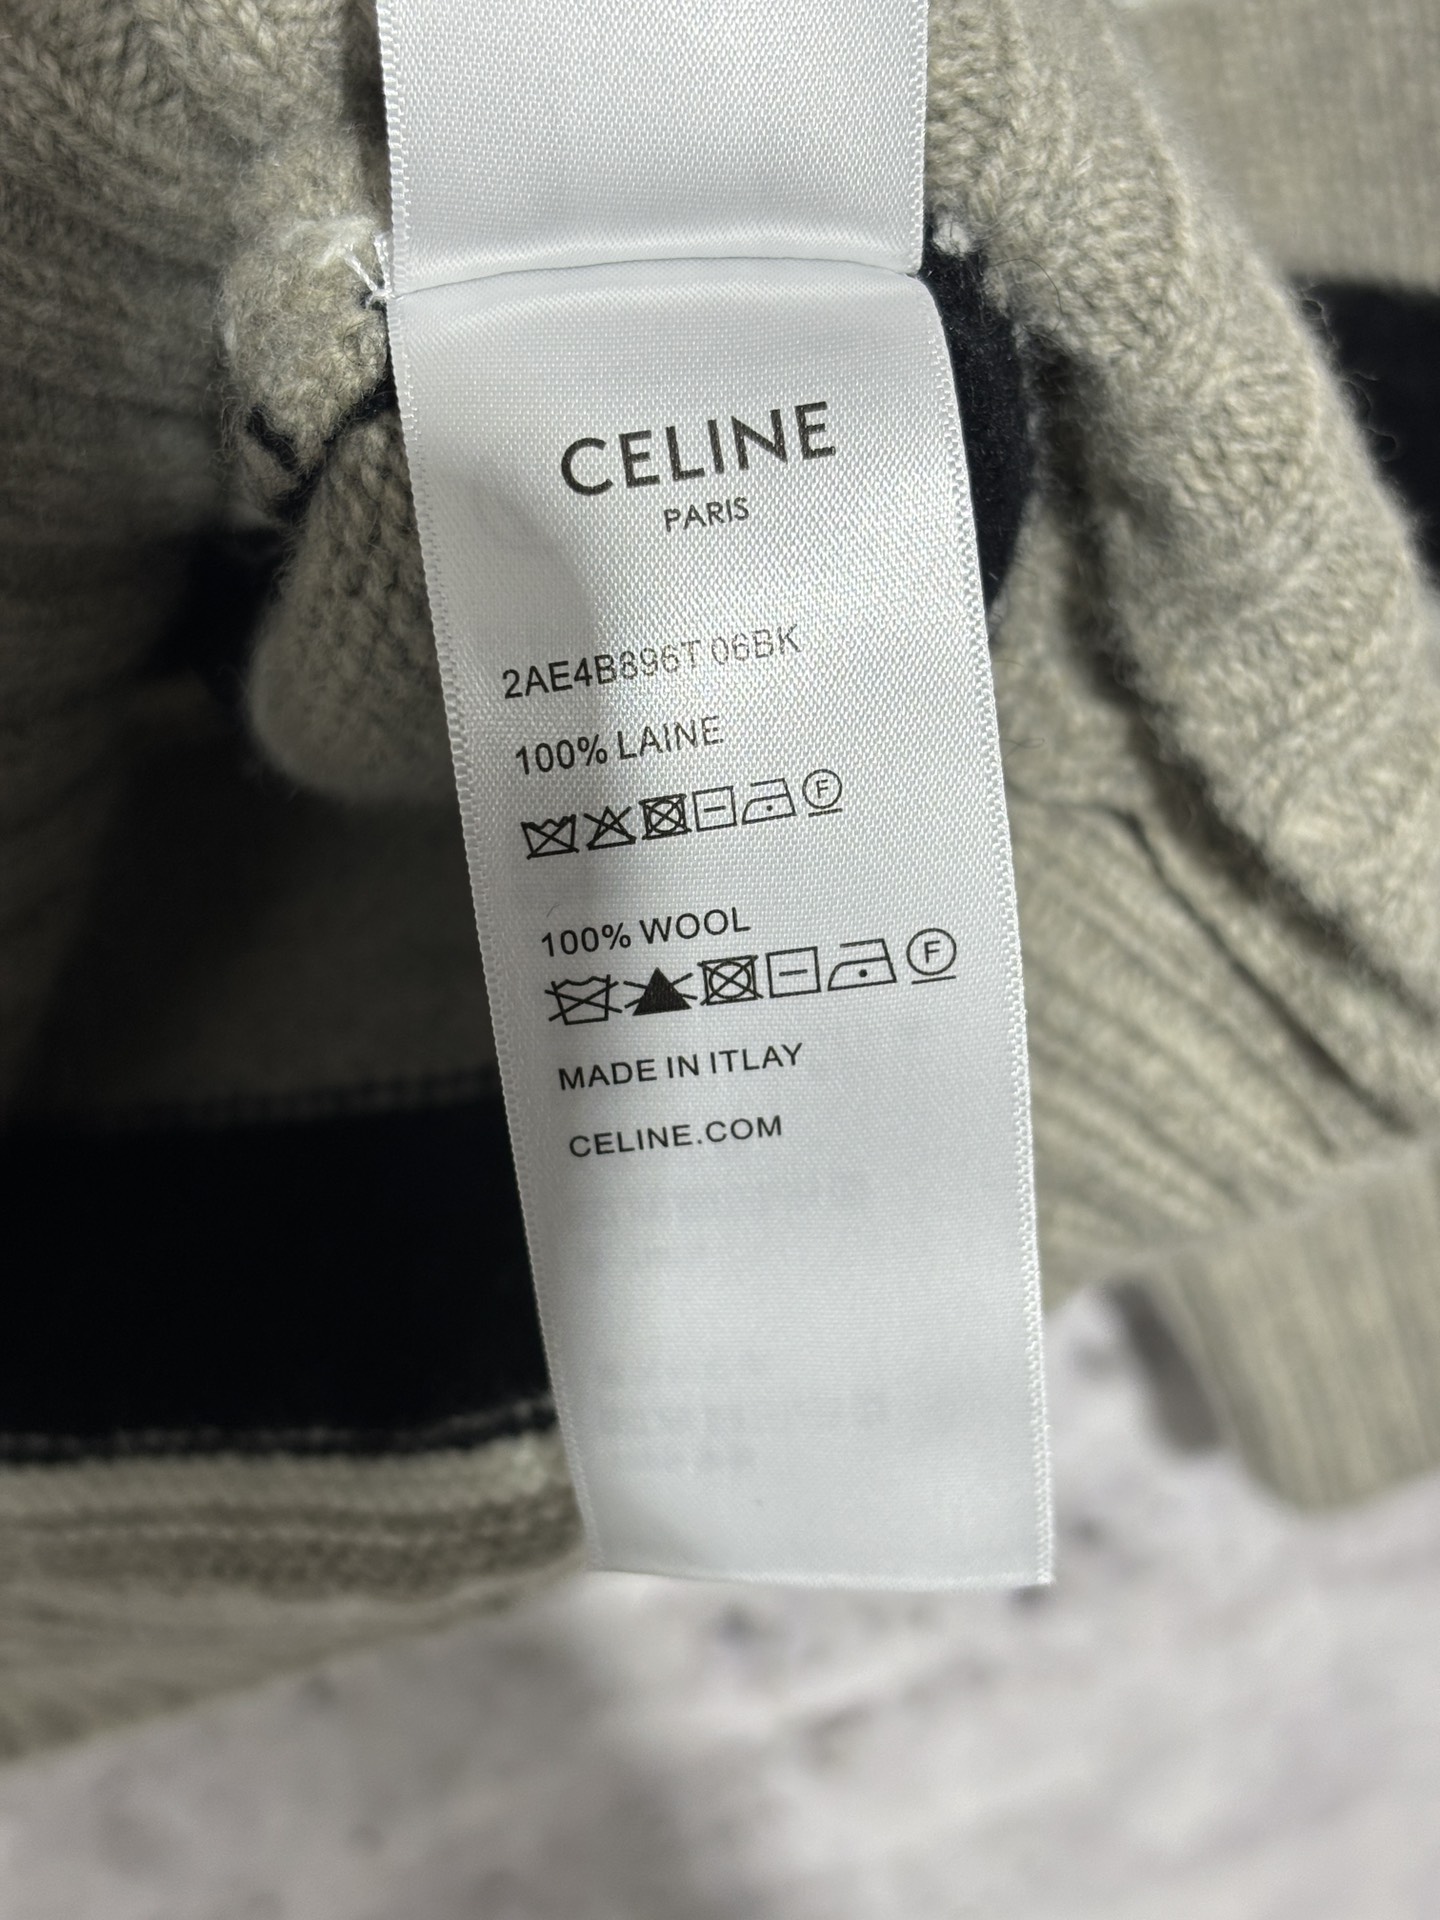 CELINE
PARIS
2AE4B896T 06BK
100% LAINE
F
100% WOOL
F
MADE IN ITLAY
CELINE.COM